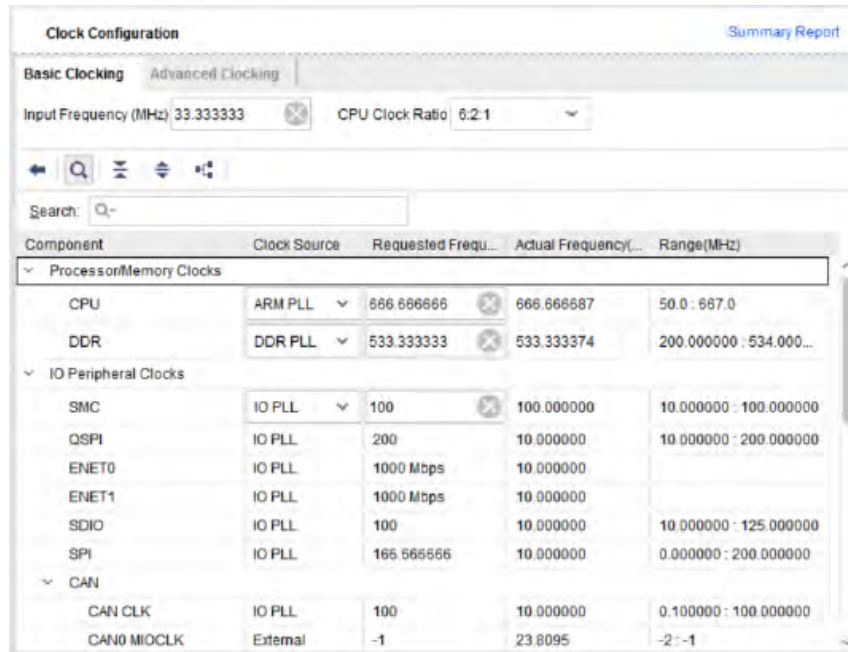 Clock Configuration Summary Report
Basic Clocking Advanced Clocking
Input Frequency (MHz) 33.333333 CPU Clock Ratio 6:2:1
Search:
Component Clock Source Requested Frequ... Actual Frequency(... Range(MHz)
Processor/Memory Clocks
CPU ARM PLL 666.666666 666.666687 50.0 : 667.0
DDR DDR PLL 533.333333 533.333374 200.000000 : 534.000...
IO Peripheral Clocks
SMC IO PLL 100 100.000000 10.000000 : 100.000000
QSPI IO PLL 200 10.000000 10.000000 : 200.000000
ENET0 IO PLL 1000 Mbps 10.000000
ENET1 IO PLL 1000 Mbps 10.000000
SDIO IO PLL 100 10.000000 10.000000 : 125.000000
SPI IO PLL 166.666666 10.000000 0.000000 : 200.000000
CAN
CAN CLK IO PLL 100 10.000000 0.100000 : 100.000000
CAN0 MIOCLK External -1 23.8095 -2 : -1